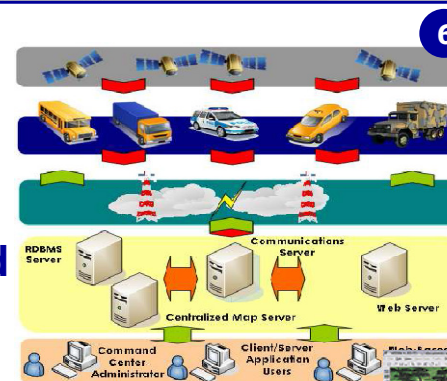 6
d
RDBMS
Server
Communications
Server
Web Server
Centralized Map Server
Command
Center
Administrator
Client/Server
Application
Users